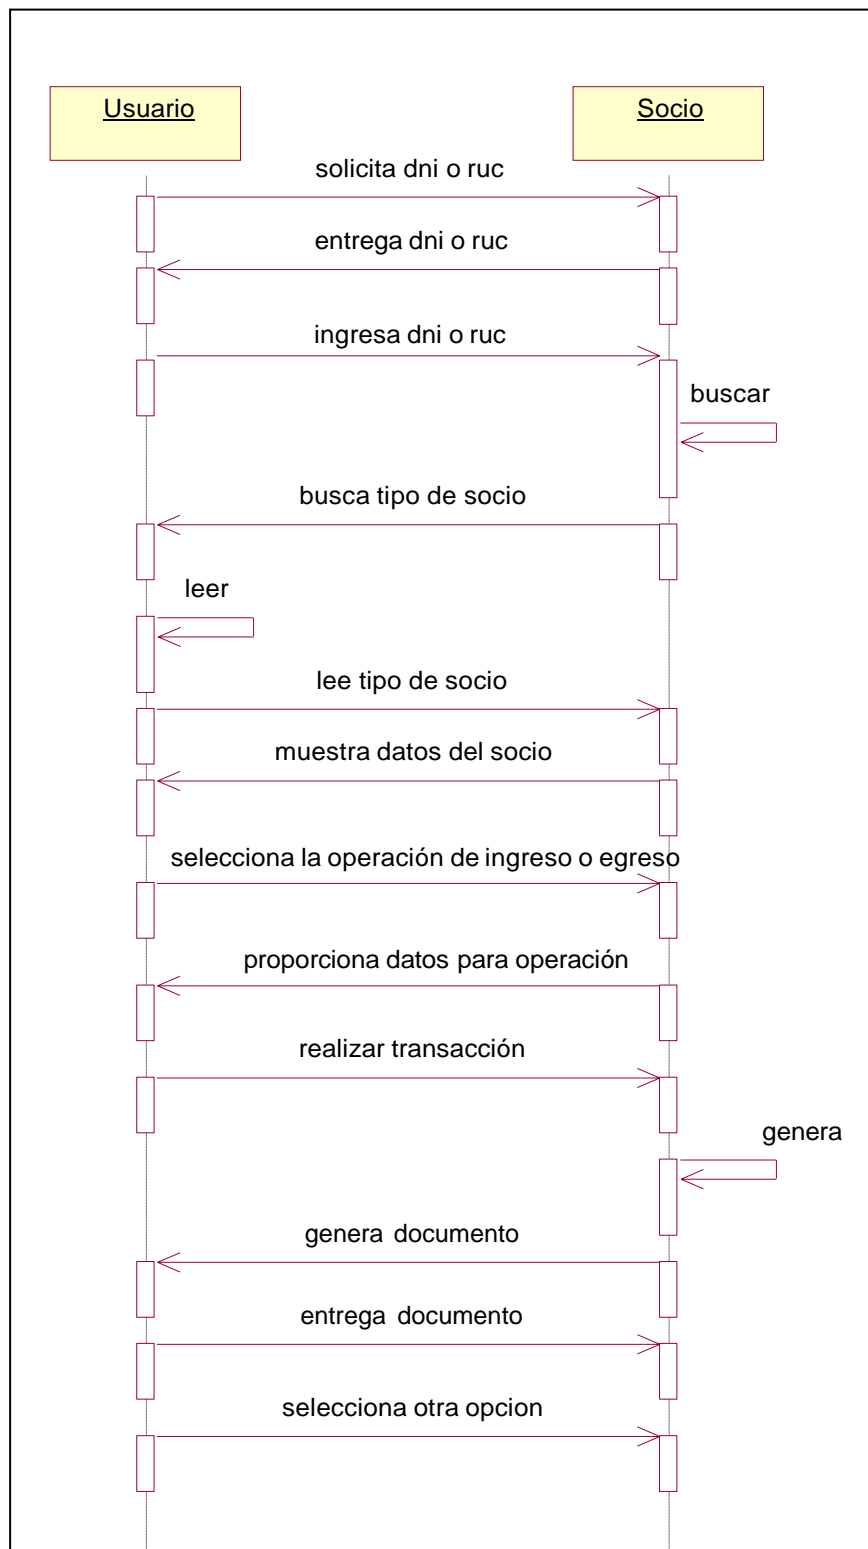 Usuario
Socio
solicita dni o ruc
entrega dni o ruc
ingresa dni o ruc
buscar
busca tipo de socio
leer
lee tipo de socio
muestra datos del socio
selecciona la operación de ingreso o egreso
proporciona datos para operación
realizar transacción
genera
genera documento
entrega documento
selecciona otra opcion